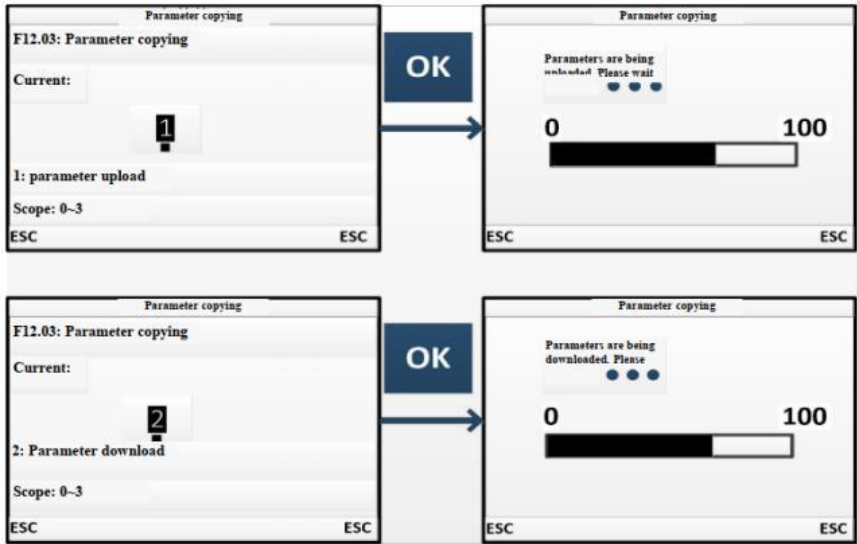 Parameter copying
F12.03: Parameter copying
Current:
1
1: parameter upload
Scope: 0~3
ESC ESC
OK
Parameter copying
Parameters are being
uploaded. Please wait
0 100
ESC ESC
Parameter copying
F12.03: Parameter copying
Current:
2
2: Parameter download
Scope: 0~3
ESC ESC
OK
Parameter copying
Parameters are being
downloaded. Please
0 100
ESC ESC